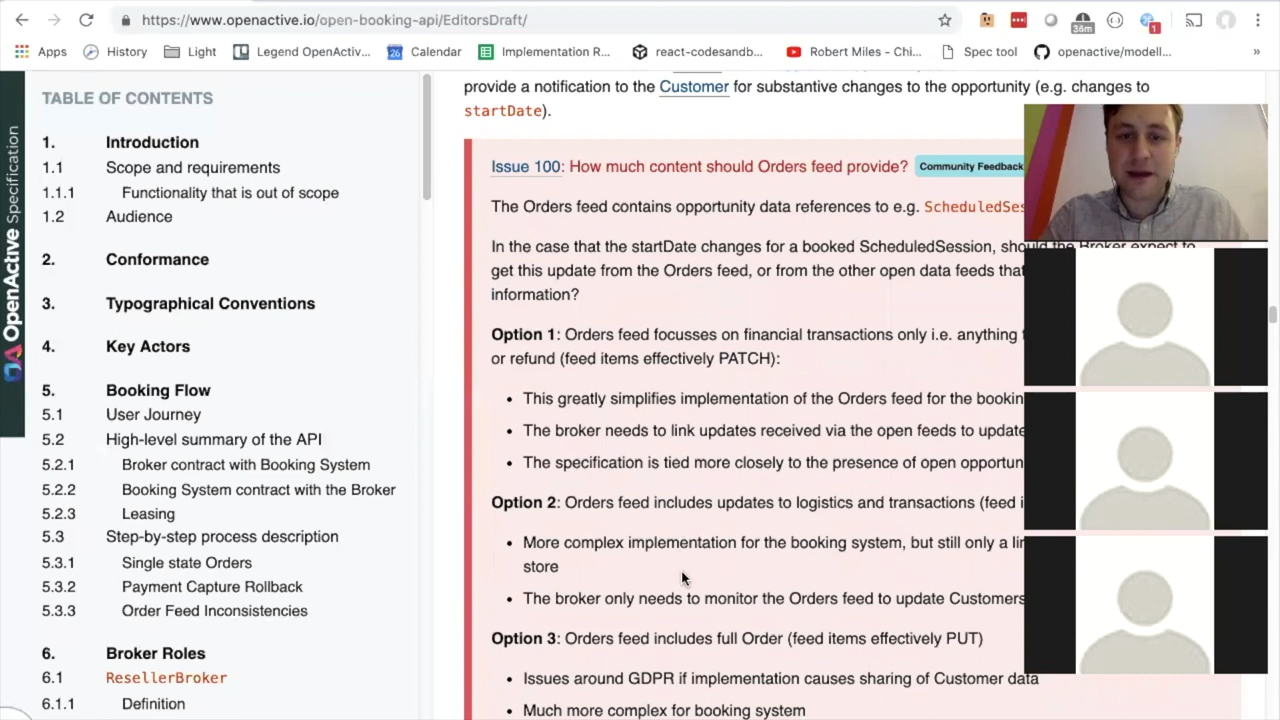 https://www.openactive.io/open-booking-api/EditorsDraft/
36m
1
Apps
History
Light
Legend OpenActiv...
26
Calendar
Implementation R...
react-codesandb...
Robert Miles - Chi...
Spec tool
openactive/modell...
»
OpenActive Specification
TABLE OF CONTENTS
1. Introduction
1.1 Scope and requirements
1.1.1 Functionality that is out of scope
1.2 Audience
2. Conformance
3. Typographical Conventions
4. Key Actors
5. Booking Flow
5.1 User Journey
5.2 High-level summary of the API
5.2.1 Broker contract with Booking System
5.2.2 Booking System contract with the Broker
5.2.3 Leasing
5.3 Step-by-step process description
5.3.1 Single state Orders
5.3.2 Payment Capture Rollback
5.3.3 Order Feed Inconsistencies
6. Broker Roles
6.1 ResellerBroker
6.1.1 Definition
provide a notification to the Customer for substantive changes to the opportunity (e.g. changes to
startDate).
Issue 100: How much content should Orders feed provide? Community Feedback
The Orders feed contains opportunity data references to e.g. ScheduledSes
In the case that the startDate changes for a booked ScheduledSession, should the Broker expect to
get this update from the Orders feed, or from the other open data feeds that
information?
Option 1: Orders feed focusses on financial transactions only i.e. anything
or refund (feed items effectively PATCH):
• This greatly simplifies implementation of the Orders feed for the bookin
• The broker needs to link updates received via the open feeds to update
• The specification is tied more closely to the presence of open opportun
Option 2: Orders feed includes updates to logistics and transactions (feed i
• More complex implementation for the booking system, but still only a li
store
• The broker only needs to monitor the Orders feed to update Customers
Option 3: Orders feed includes full Order (feed items effectively PUT)
• Issues around GDPR if implementation causes sharing of Customer data
• Much more complex for booking system